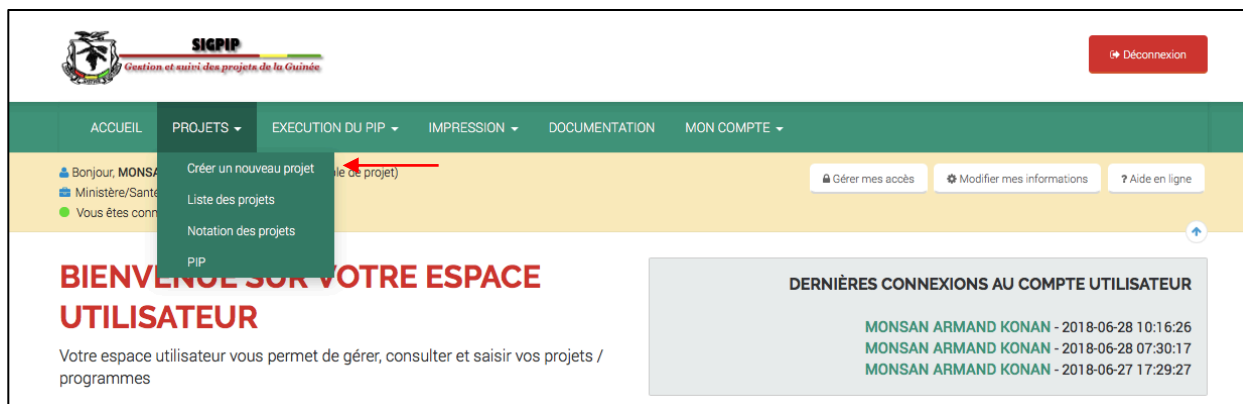 SIGPIP
Gestion et suivi des projets de la Guinée
Déconnexion
ACCUEIL PROJETS EXECUTION DU PIP IMPRESSION DOCUMENTATION MON COMPTE
Créer un nouveau projet
Liste des projets
Notation des projets
PIP
Bonjour, MONSA de projet)
Ministère/Sante
Vous êtes conn
Gérer mes accès Modifier mes informations ? Aide en ligne
BIENVENUE SUR VOTRE ESPACE
UTILISATEUR
Votre espace utilisateur vous permet de gérer, consulter et saisir vos projets /
programmes
DERNIÈRES CONNEXIONS AU COMPTE UTILISATEUR
MONSAN ARMAND KONAN - 2018-06-28 10:16:26
MONSAN ARMAND KONAN - 2018-06-28 07:30:17
MONSAN ARMAND KONAN - 2018-06-27 17:29:27